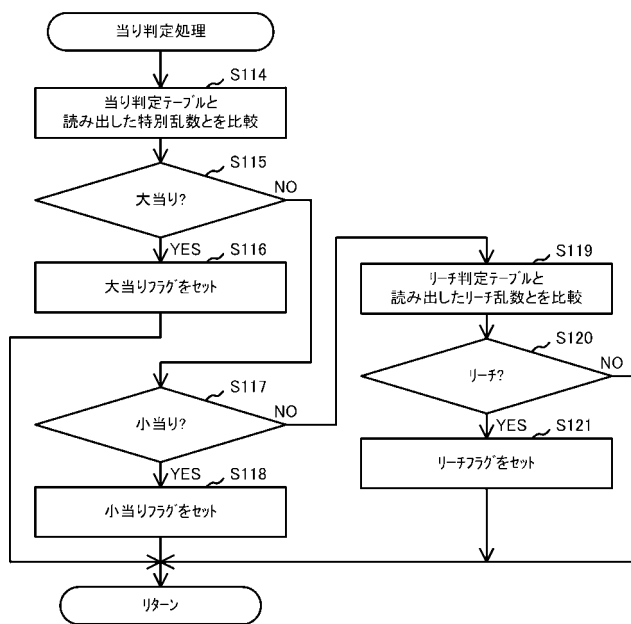 当り判定処理
S114
当り判定テーブルと
読み出した特別乱数とを比較
S115
大当り?
NO
YES
S116
大当りフラグをセット
S117
小当り?
NO
YES
S118
小当りフラグをセット
S119
リーチ判定テーブルと
読み出したリーチ乱数とを比較
S120
リーチ?
NO
YES
S121
リーチフラグをセット
リターン